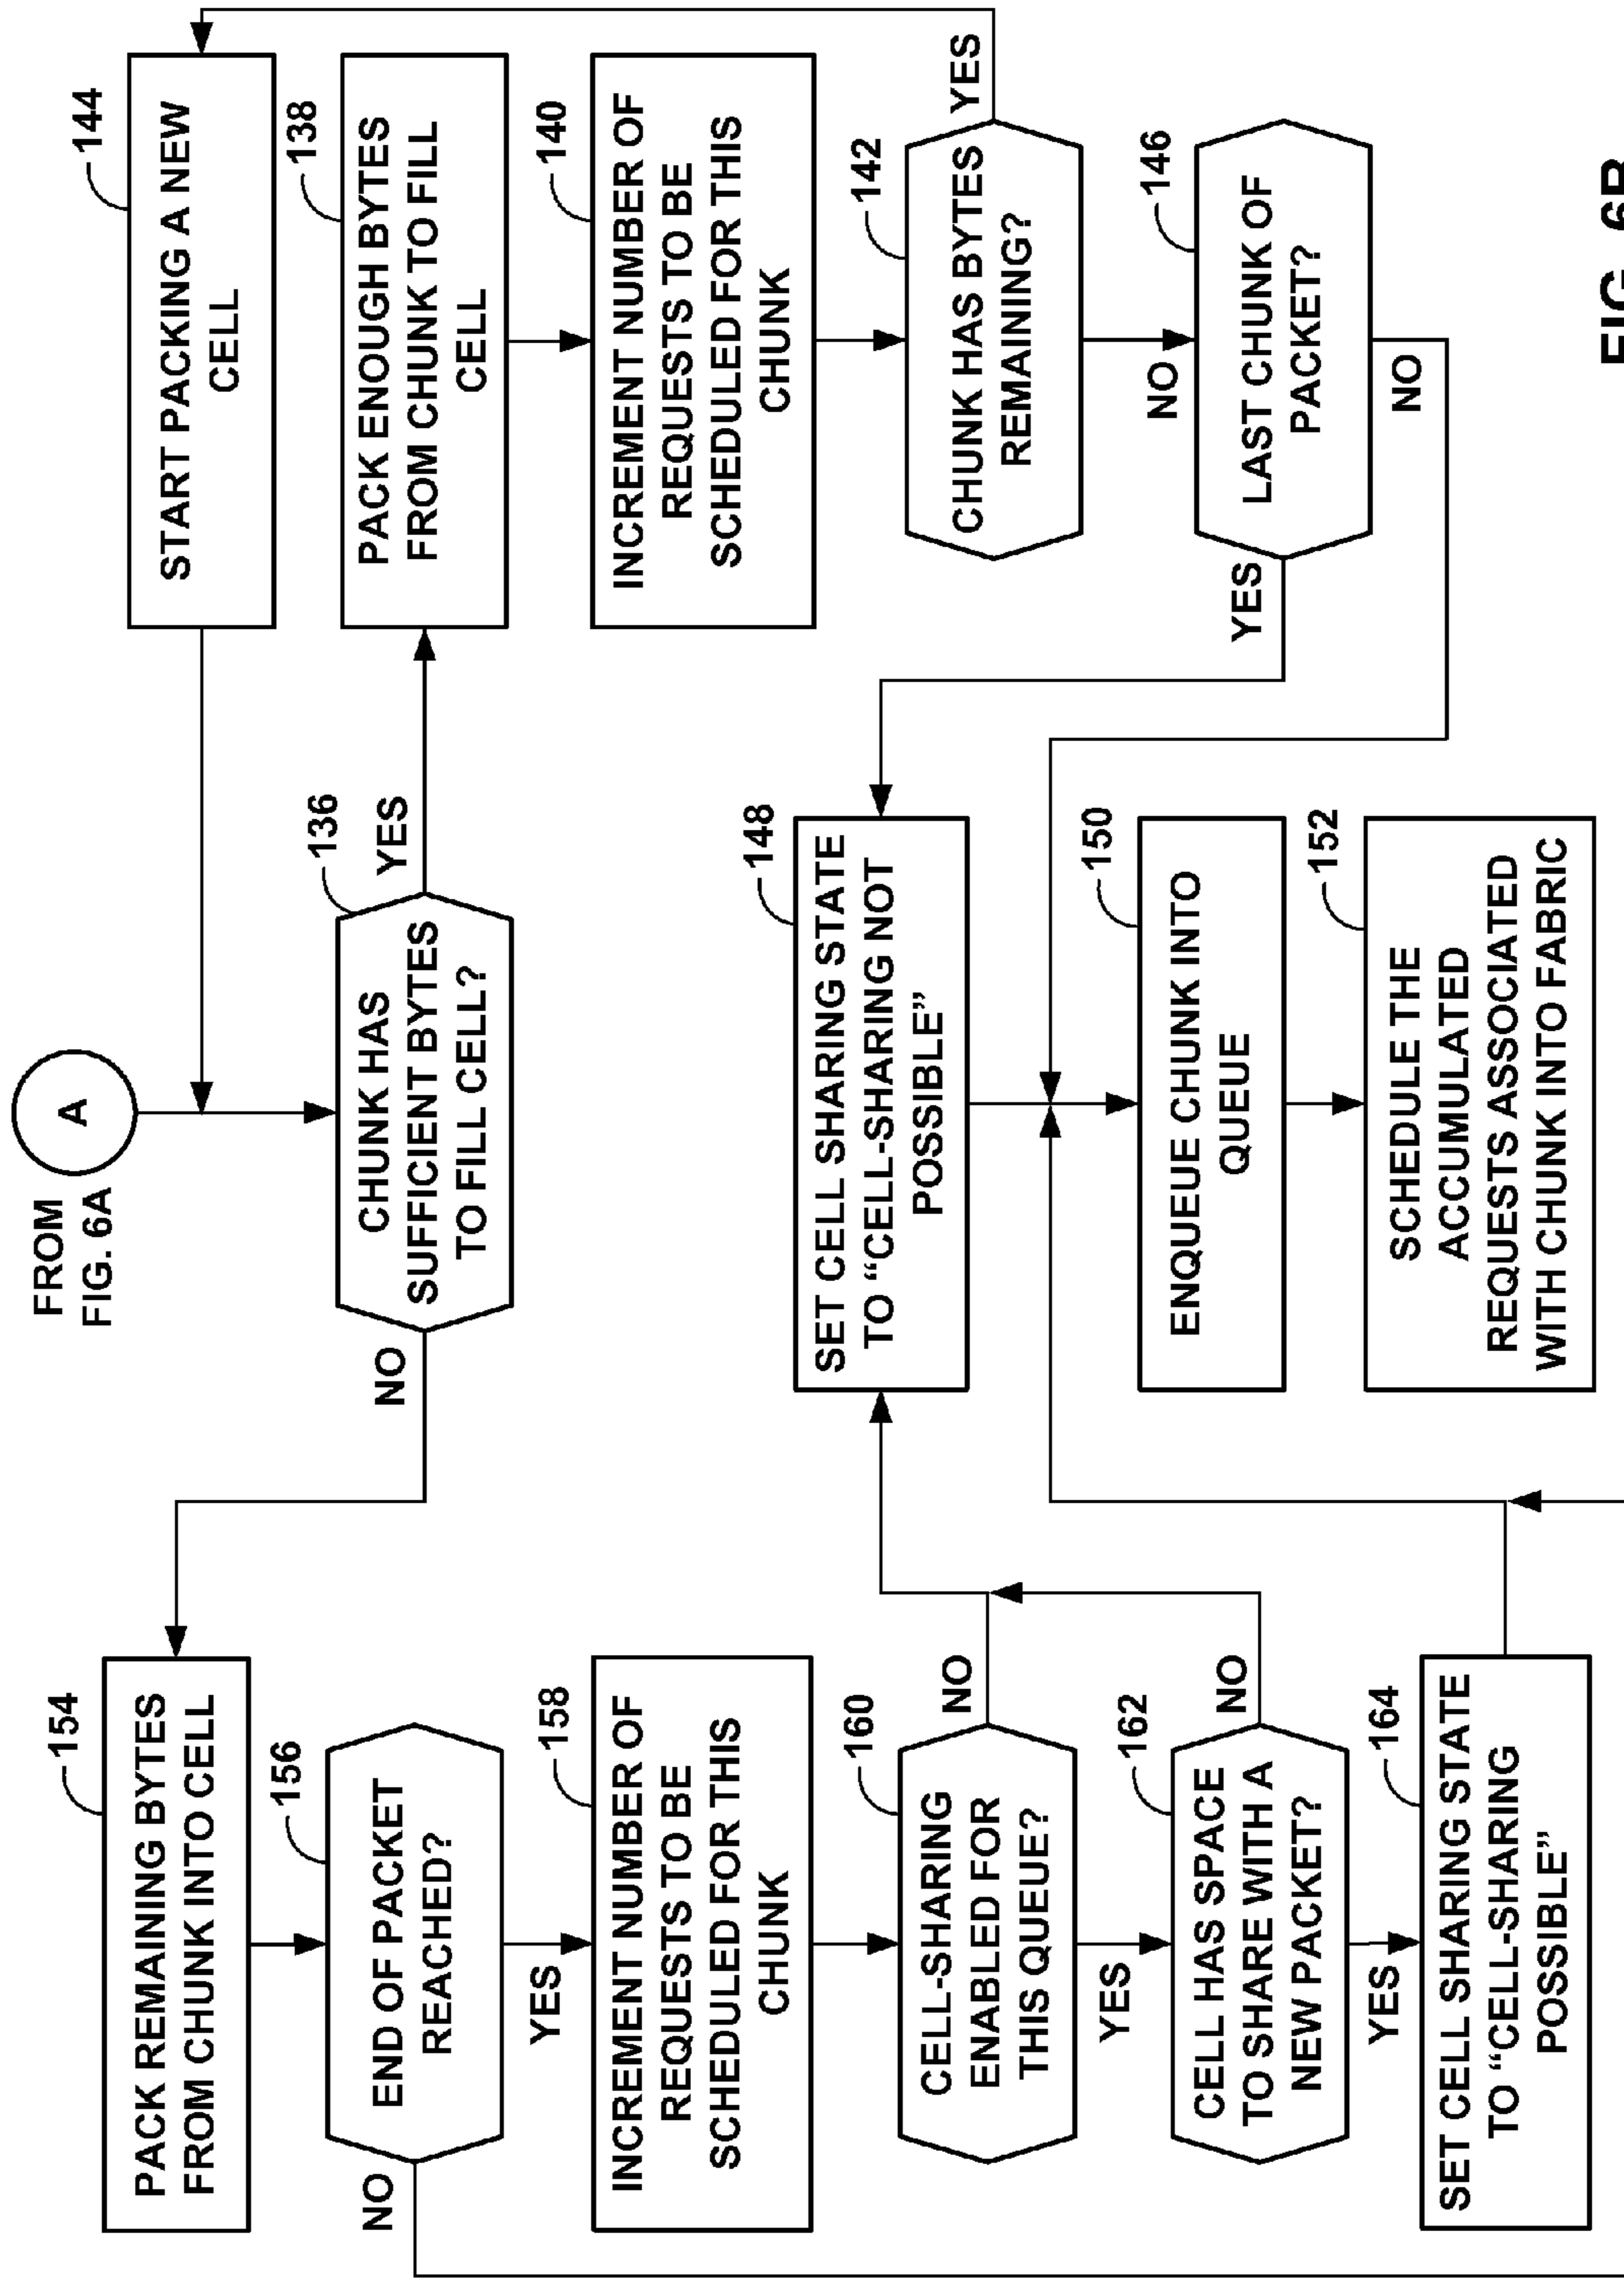 FROM
FIG. 6A
A
136
CHUNK HAS
SUFFICIENT BYTES
TO FILL CELL?
NO
YES
144
START PACKING A NEW
CELL
138
PACK ENOUGH BYTES
FROM CHUNK TO FILL
CELL
140
INCREMENT NUMBER OF
REQUESTS TO BE
SCHEDULED FOR THIS
CHUNK
142
CHUNK HAS BYTES
REMAINING?
YES
NO
146
LAST CHUNK OF
PACKET?
YES
NO
148
SET CELL SHARING STATE
TO “CELL-SHARING NOT
POSSIBLE”
150
ENQUEUE CHUNK INTO
QUEUE
152
SCHEDULE THE
ACCUMULATED
REQUESTS ASSOCIATED
WITH CHUNK INTO FABRIC
154
PACK REMAINING BYTES
FROM CHUNK INTO CELL
156
END OF PACKET
REACHED?
NO
YES
158
INCREMENT NUMBER OF
REQUESTS TO BE
SCHEDULED FOR THIS
CHUNK
160
CELL-SHARING
ENABLED FOR
THIS QUEUE?
NO
YES
162
CELL HAS SPACE
TO SHARE WITH A
NEW PACKET?
NO
YES
164
SET CELL SHARING STATE
TO “CELL-SHARING
POSSIBLE”
FIG.